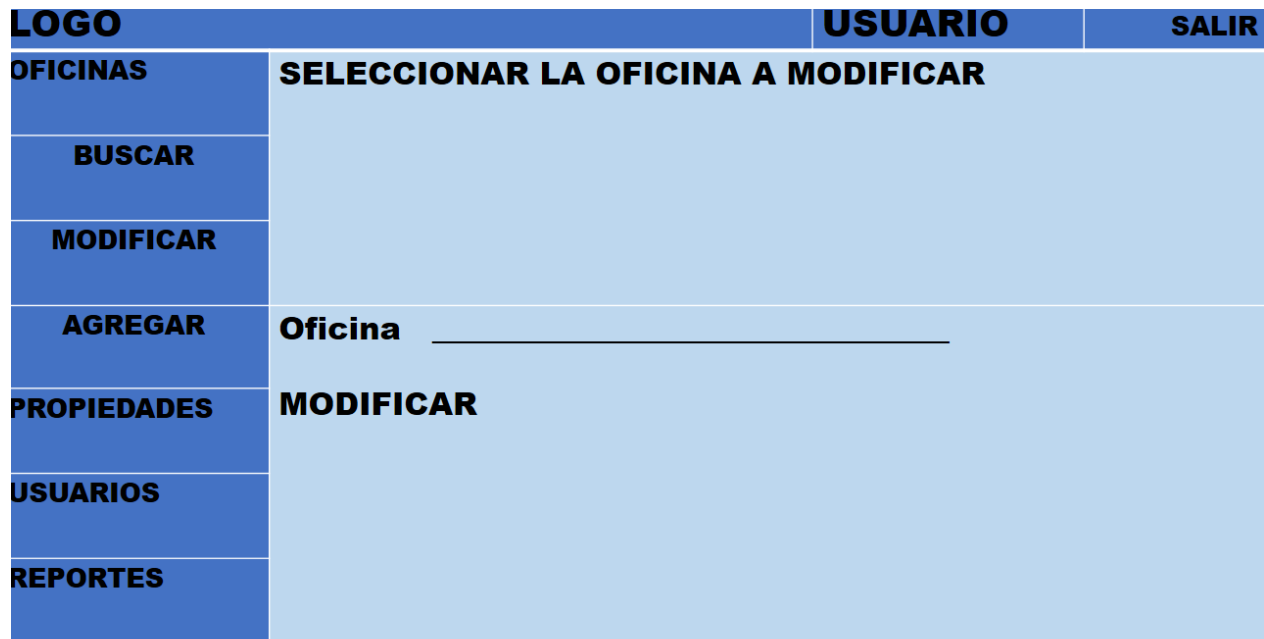 LOGO USUARIO SALIR
OFICINAS
BUSCAR
MODIFICAR
AGREGAR
PROPIEDADES
USUARIOS
REPORTES
SELECCIONAR LA OFICINA A MODIFICAR
Oficina
MODIFICAR